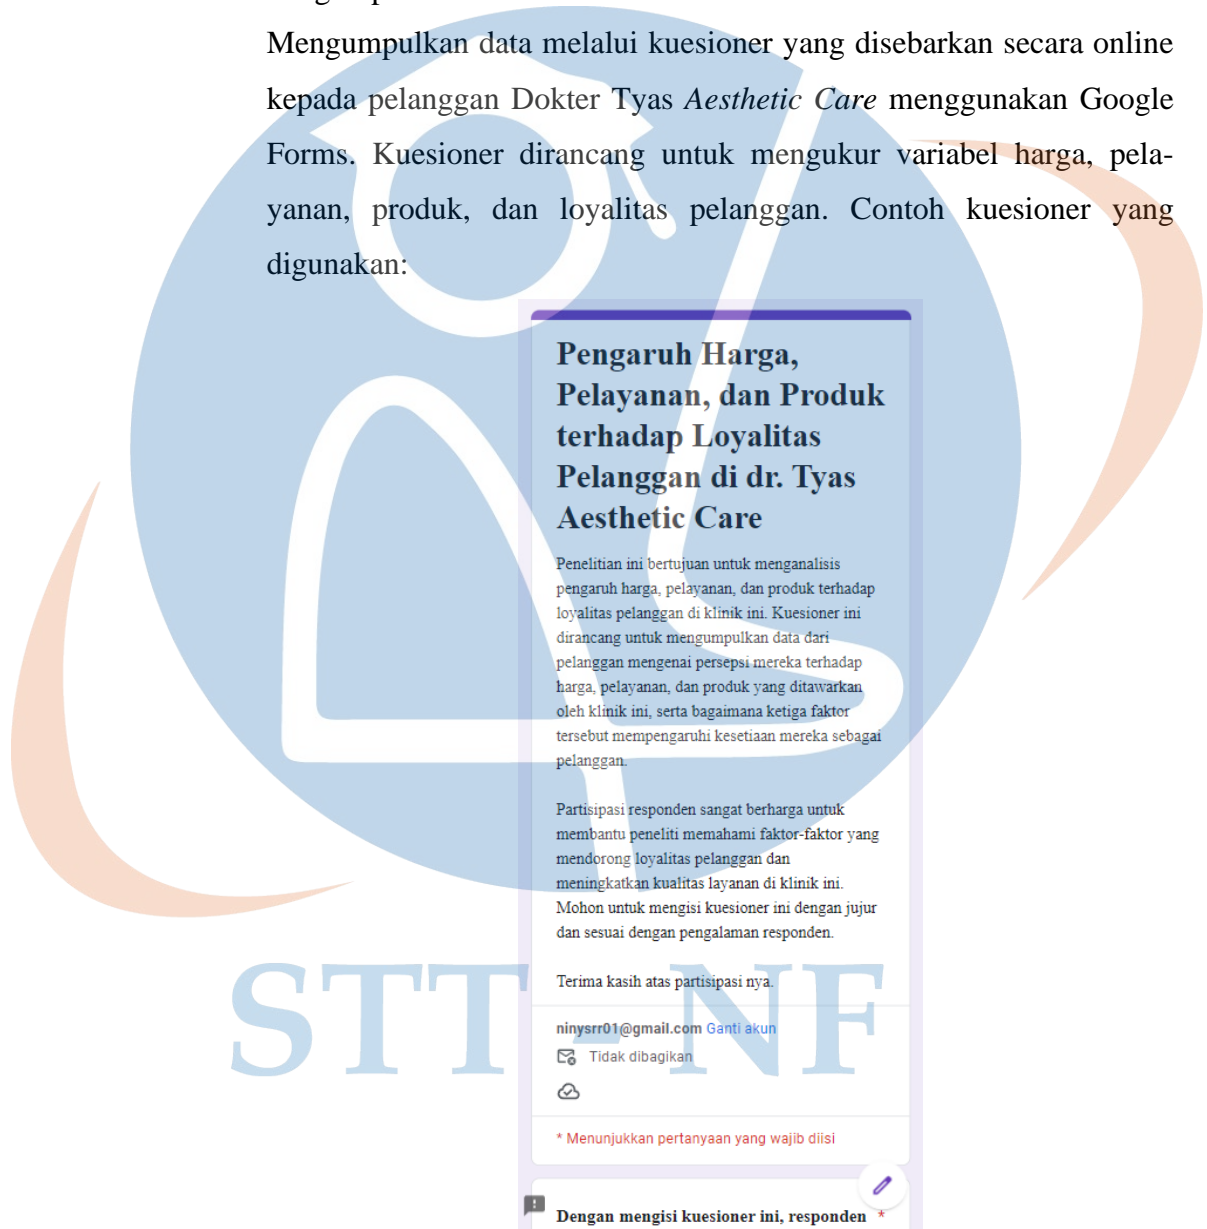 Mengumpulkan data melalui kuesioner yang disebarkan secara online
kepada pelanggan Dokter Tyas Aesthetic Care menggunakan Google
Forms. Kuesioner dirancang untuk mengukur variabel harga, pela-
yanan, produk, dan loyalitas pelanggan. Contoh kuesioner yang
digunakan:
Pengaruh Harga,
Pelayanan, dan Produk
terhadap Loyalitas
Pelanggan di dr. Tyas
Aesthetic Care
Penelitian ini bertujuan untuk menganalisis
pengaruh harga, pelayanan, dan produk terhadap
loyalitas pelanggan di klinik ini. Kuesioner ini
dirancang untuk mengumpulkan data dari
pelanggan mengenai persepsi mereka terhadap
harga, pelayanan, dan produk yang ditawarkan
oleh klinik ini, serta bagaimana ketiga faktor
tersebut mempengaruhi kesetiaan mereka sebagai
pelanggan.
Partisipasi responden sangat berharga untuk
membantu peneliti memahami faktor-faktor yang
mendorong loyalitas pelanggan dan
meningkatkan kualitas layanan di klinik ini.
Mohon untuk mengisi kuesioner ini dengan jujur
dan sesuai dengan pengalaman responden.
Terima kasih atas partisipasi nya.
ninysrr01@gmail.com Ganti akun
Tidak dibagikan
* Menunjukkan pertanyaan yang wajib diisi
Dengan mengisi kuesioner ini, responden *
STT - NF